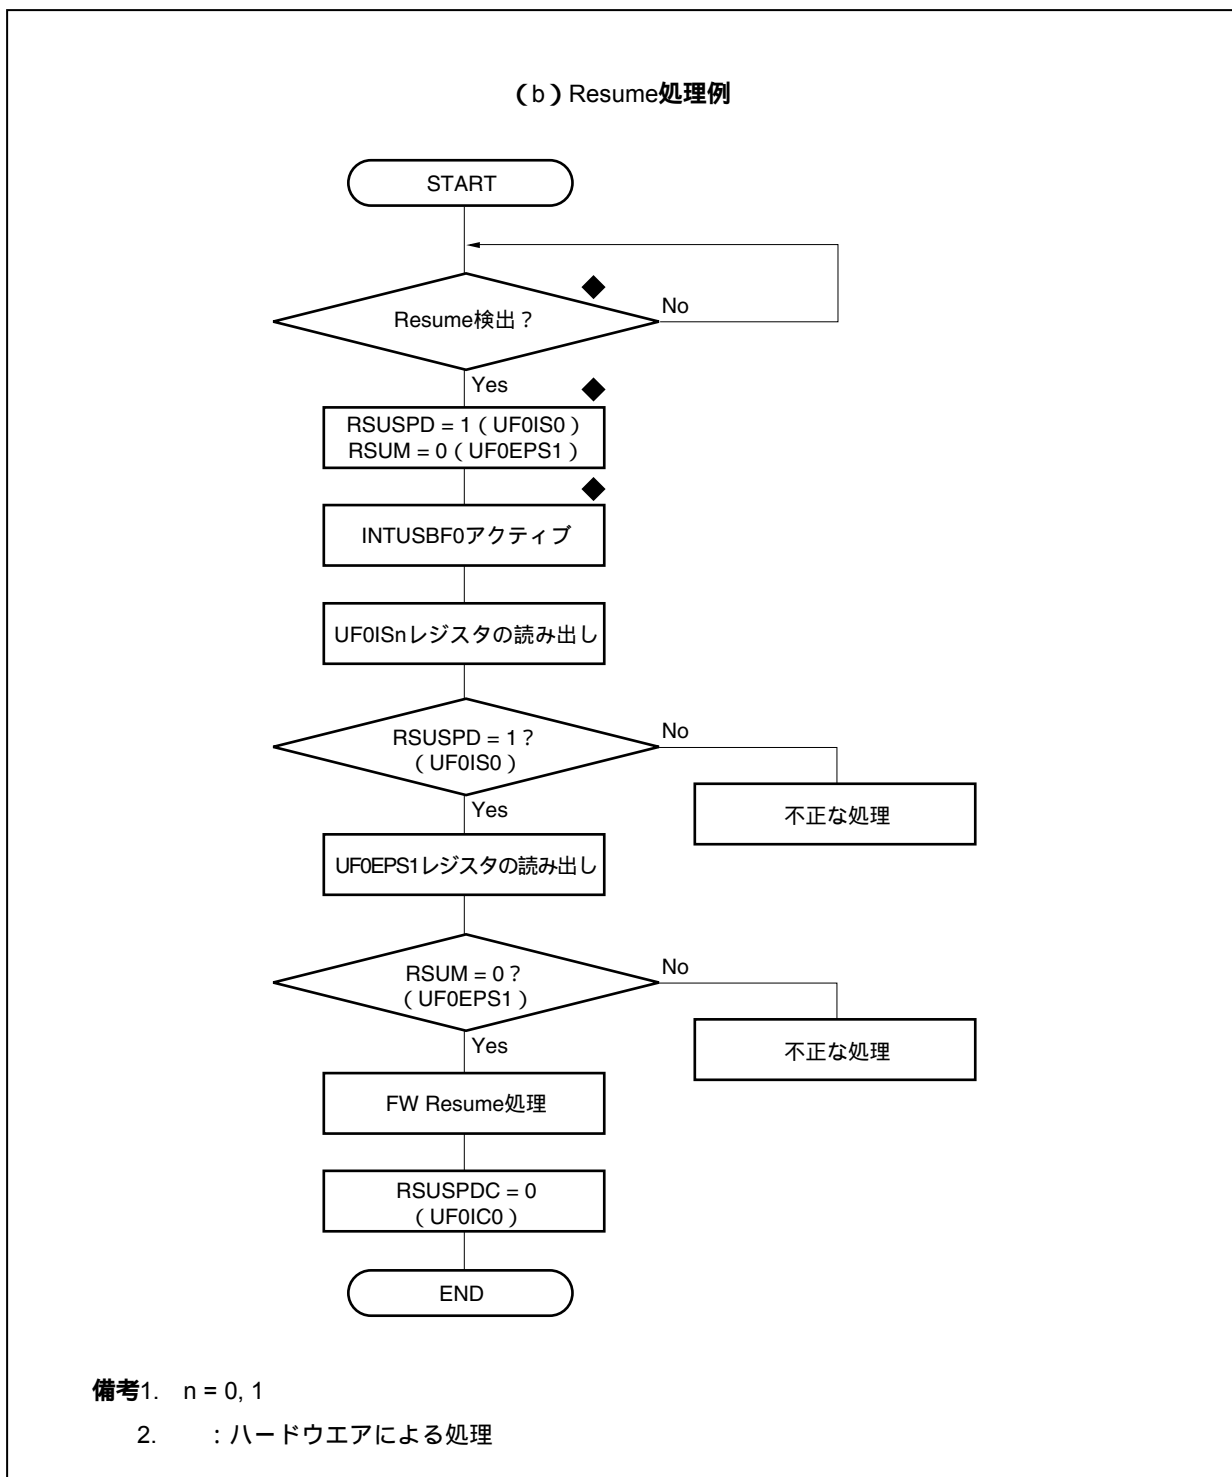 （b）Resume処理例
START
Resume検出？
No
Yes
RSUSPD = 1（UF0IS0）
RSUM = 0（UF0EPS1）
INTUSBF0アクティブ
UF0ISnレジスタの読み出し
RSUSPD = 1？
（UF0IS0）
No
Yes
不正な処理
UF0EPS1レジスタの読み出し
RSUM = 0？
（UF0EPS1）
No
Yes
不正な処理
FW Resume処理
RSUSPDC = 0
（UF0IC0）
END
備考1. n = 0, 1
2. ：ハードウエアによる処理